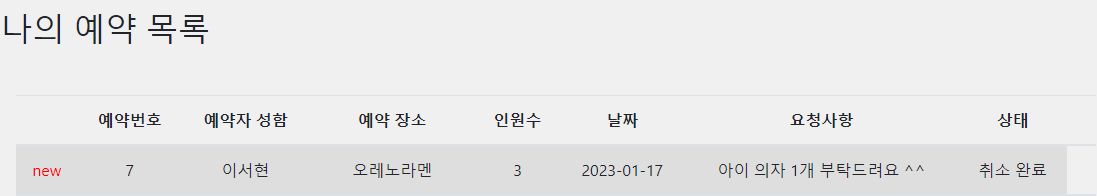 나의 예약 목록
예약번호 예약자 성함 예약 장소 인원수 날짜 요청사항 상태
new 7 이서현 오레노라멘 3 2023-01-17 아이 의자 1개 부탁드려요 ^^ 취소 완료